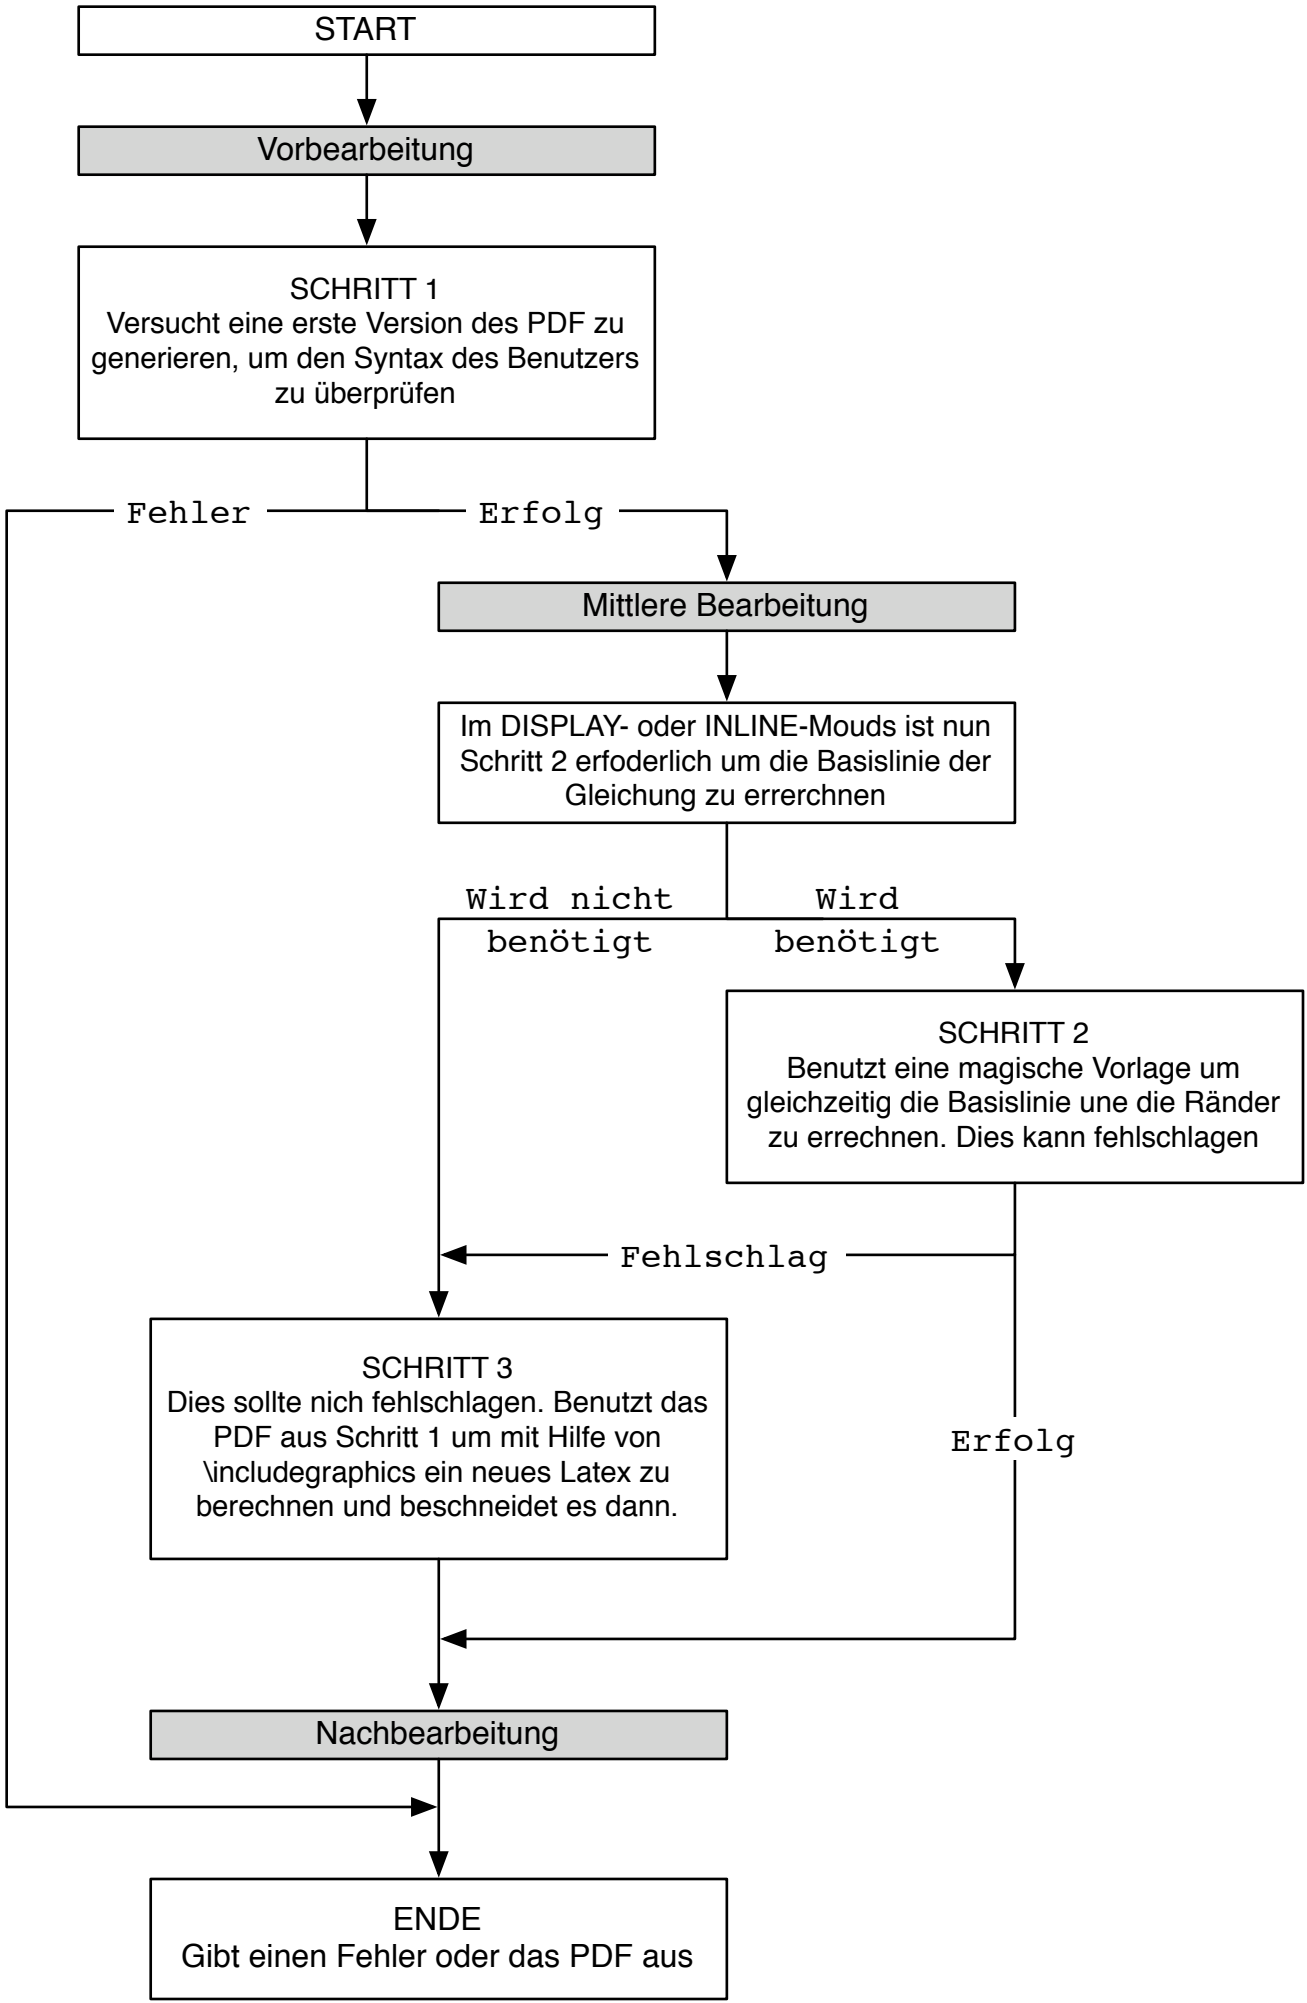 START
Vorbearbeitung
SCHRITT 1
Versucht eine erste Version des PDF zu
generieren, um den Syntax des Benutzers
zu überprüfen
Fehler
Erfolg
Mittlere Bearbeitung
Im DISPLAY- oder INLINE-Mouds ist nun
Schritt 2 erfoderlich um die Basislinie der
Gleichung zu errerchnen
Wird nicht
benötigt
Wird
benötigt
SCHRITT 2
Benutzt eine magische Vorlage um
gleichzeitig die Basislinie une die Ränder
zu errechnen. Dies kann fehlschlagen
Fehlschlag
SCHRITT 3
Dies sollte nich fehlschlagen. Benutzt das
PDF aus Schritt 1 um mit Hilfe von
\includegraphics ein neues Latex zu
berechnen und beschneidet es dann.
Erfolg
Nachbearbeitung
ENDE
Gibt einen Fehler oder das PDF aus